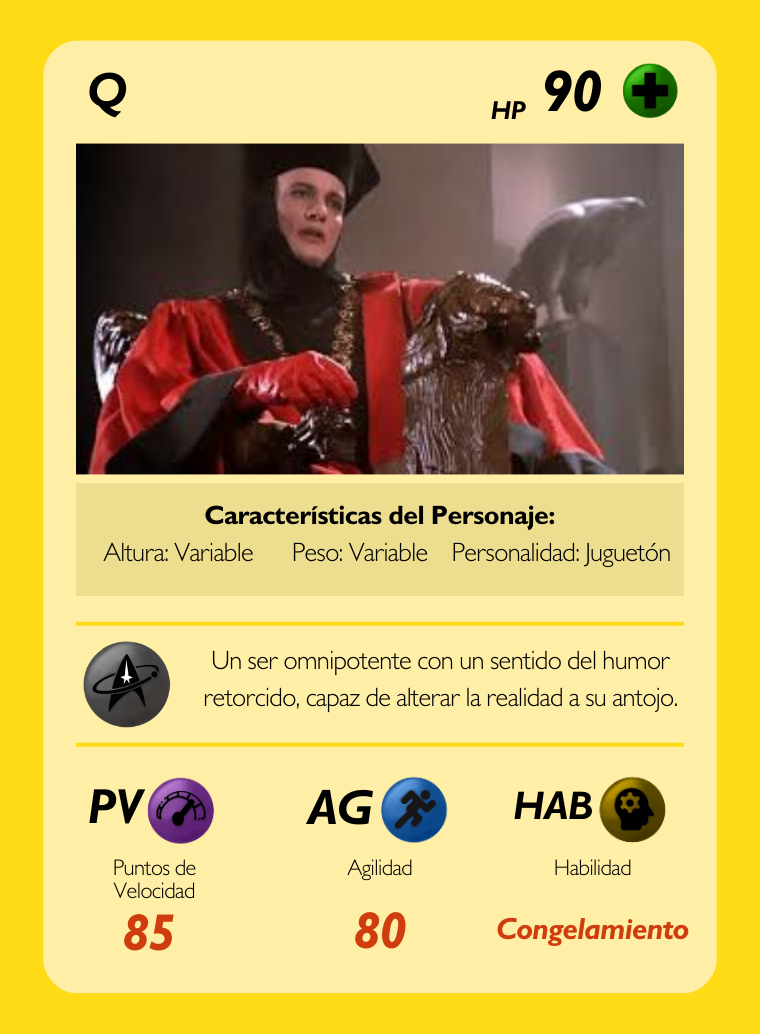 Q
HP 90
Características del Personaje:
Altura: Variable Peso: Variable Personalidad: Juguetón
Un ser omnipotente con un sentido del humor
retorcido, capaz de alterar la realidad a su antojo.
PV AG HAB
Puntos de
Velocidad
Agilidad
Habilidad
85 80 Congelamiento